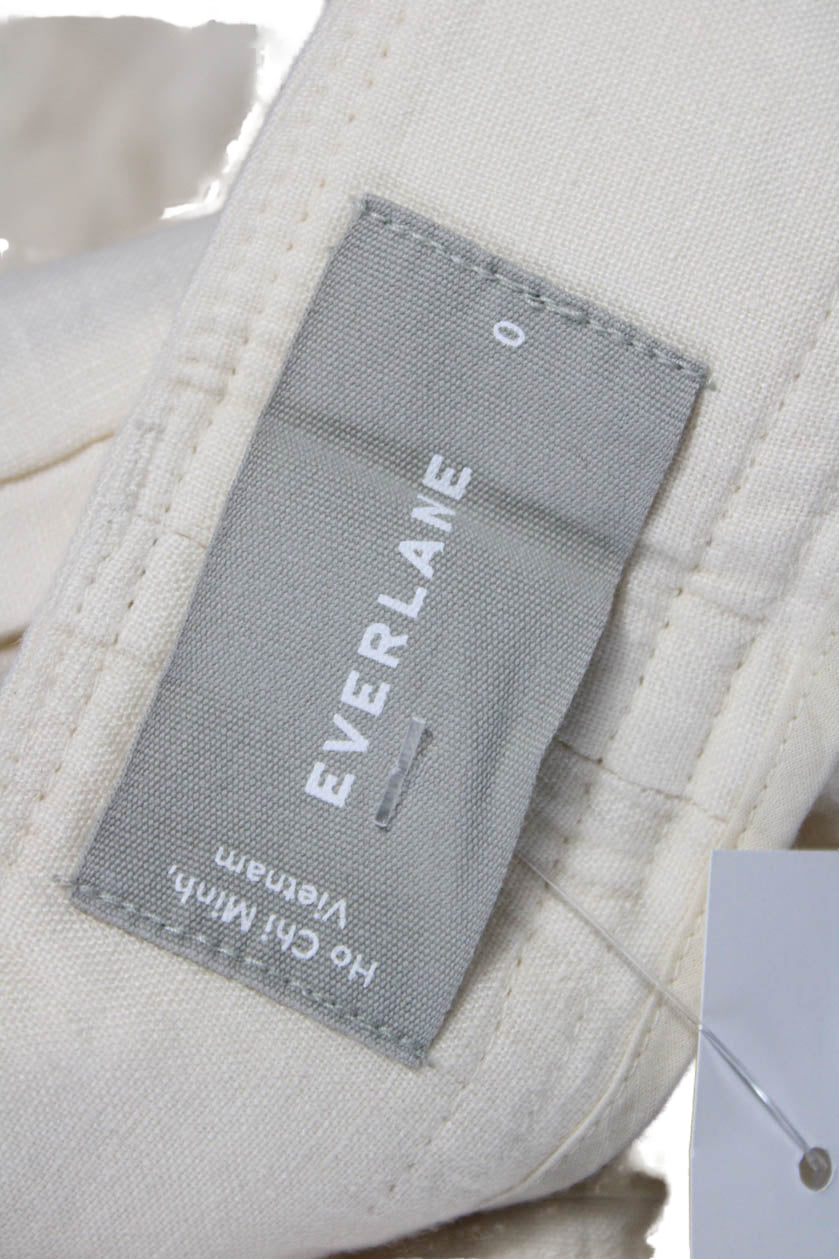 0
EVERLANE
Ho Chi Minh,
Vietnam